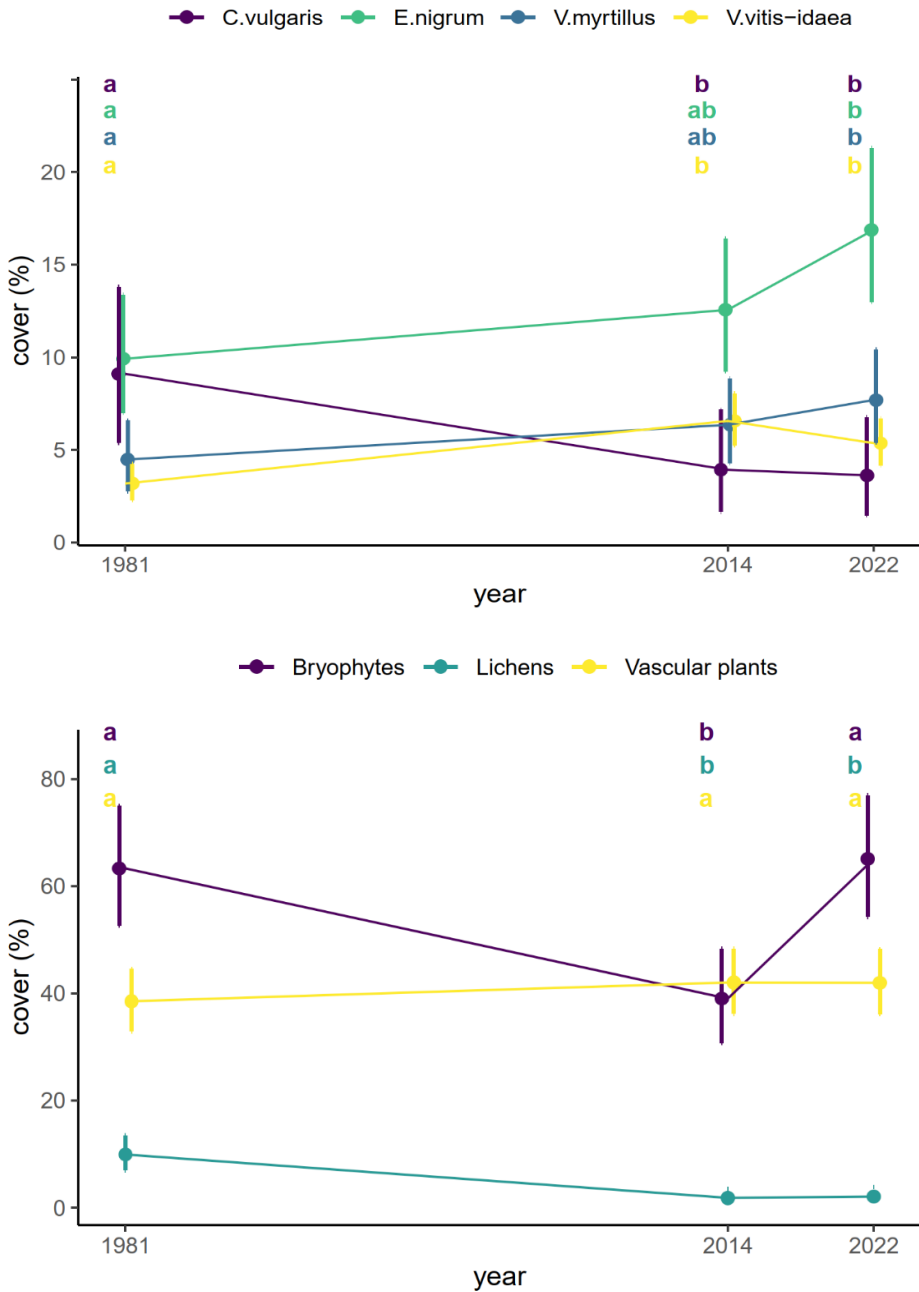 C.vulgaris E.nigrum V.myrtillus V.vitis−idaea
a b b
a ab b
a ab b
a b b
20
15
10
5
0
cover (%)
1981 2014 2022
year
Bryophytes Lichens Vascular plants
a b a
a b b
a a a
80
60
40
20
0
cover (%)
1981 2014 2022
year